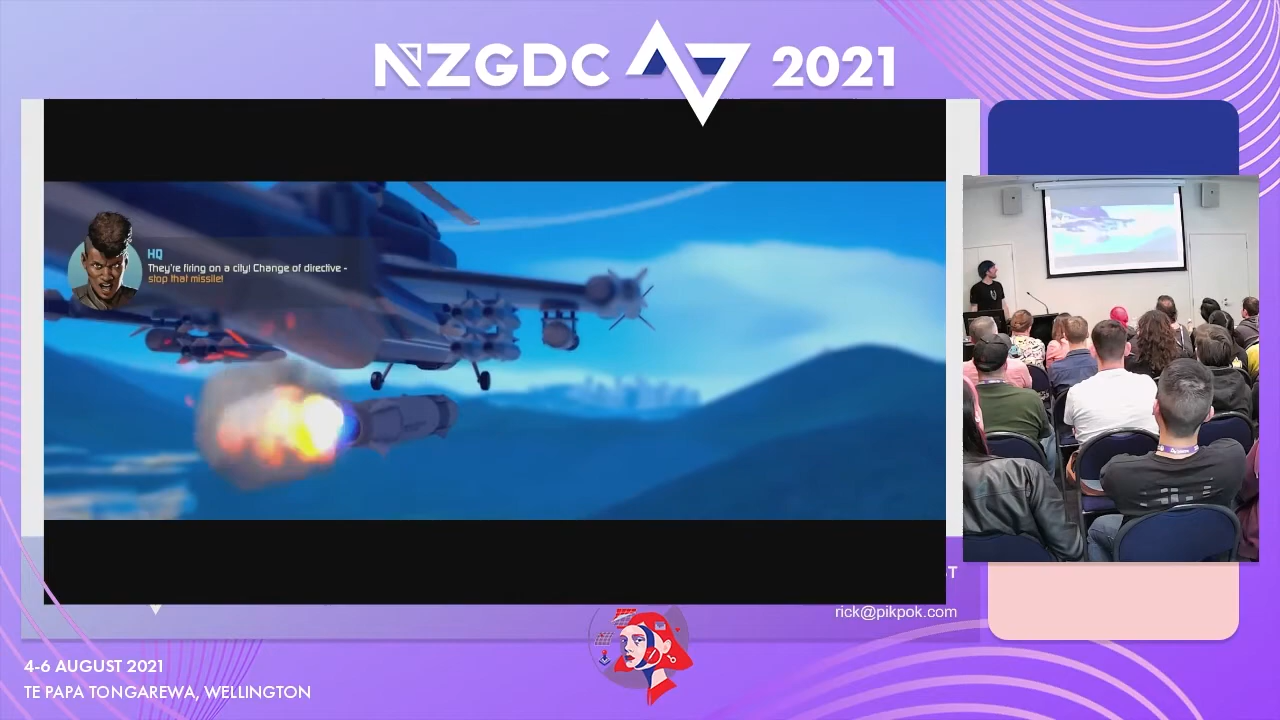 NZGDC 2021
HQ
They're firing on a city! Change of directive -
stop that missile!
rick@pikpok.com
4-6 AUGUST 2021
TE PAPA TONGAREWA, WELLINGTON